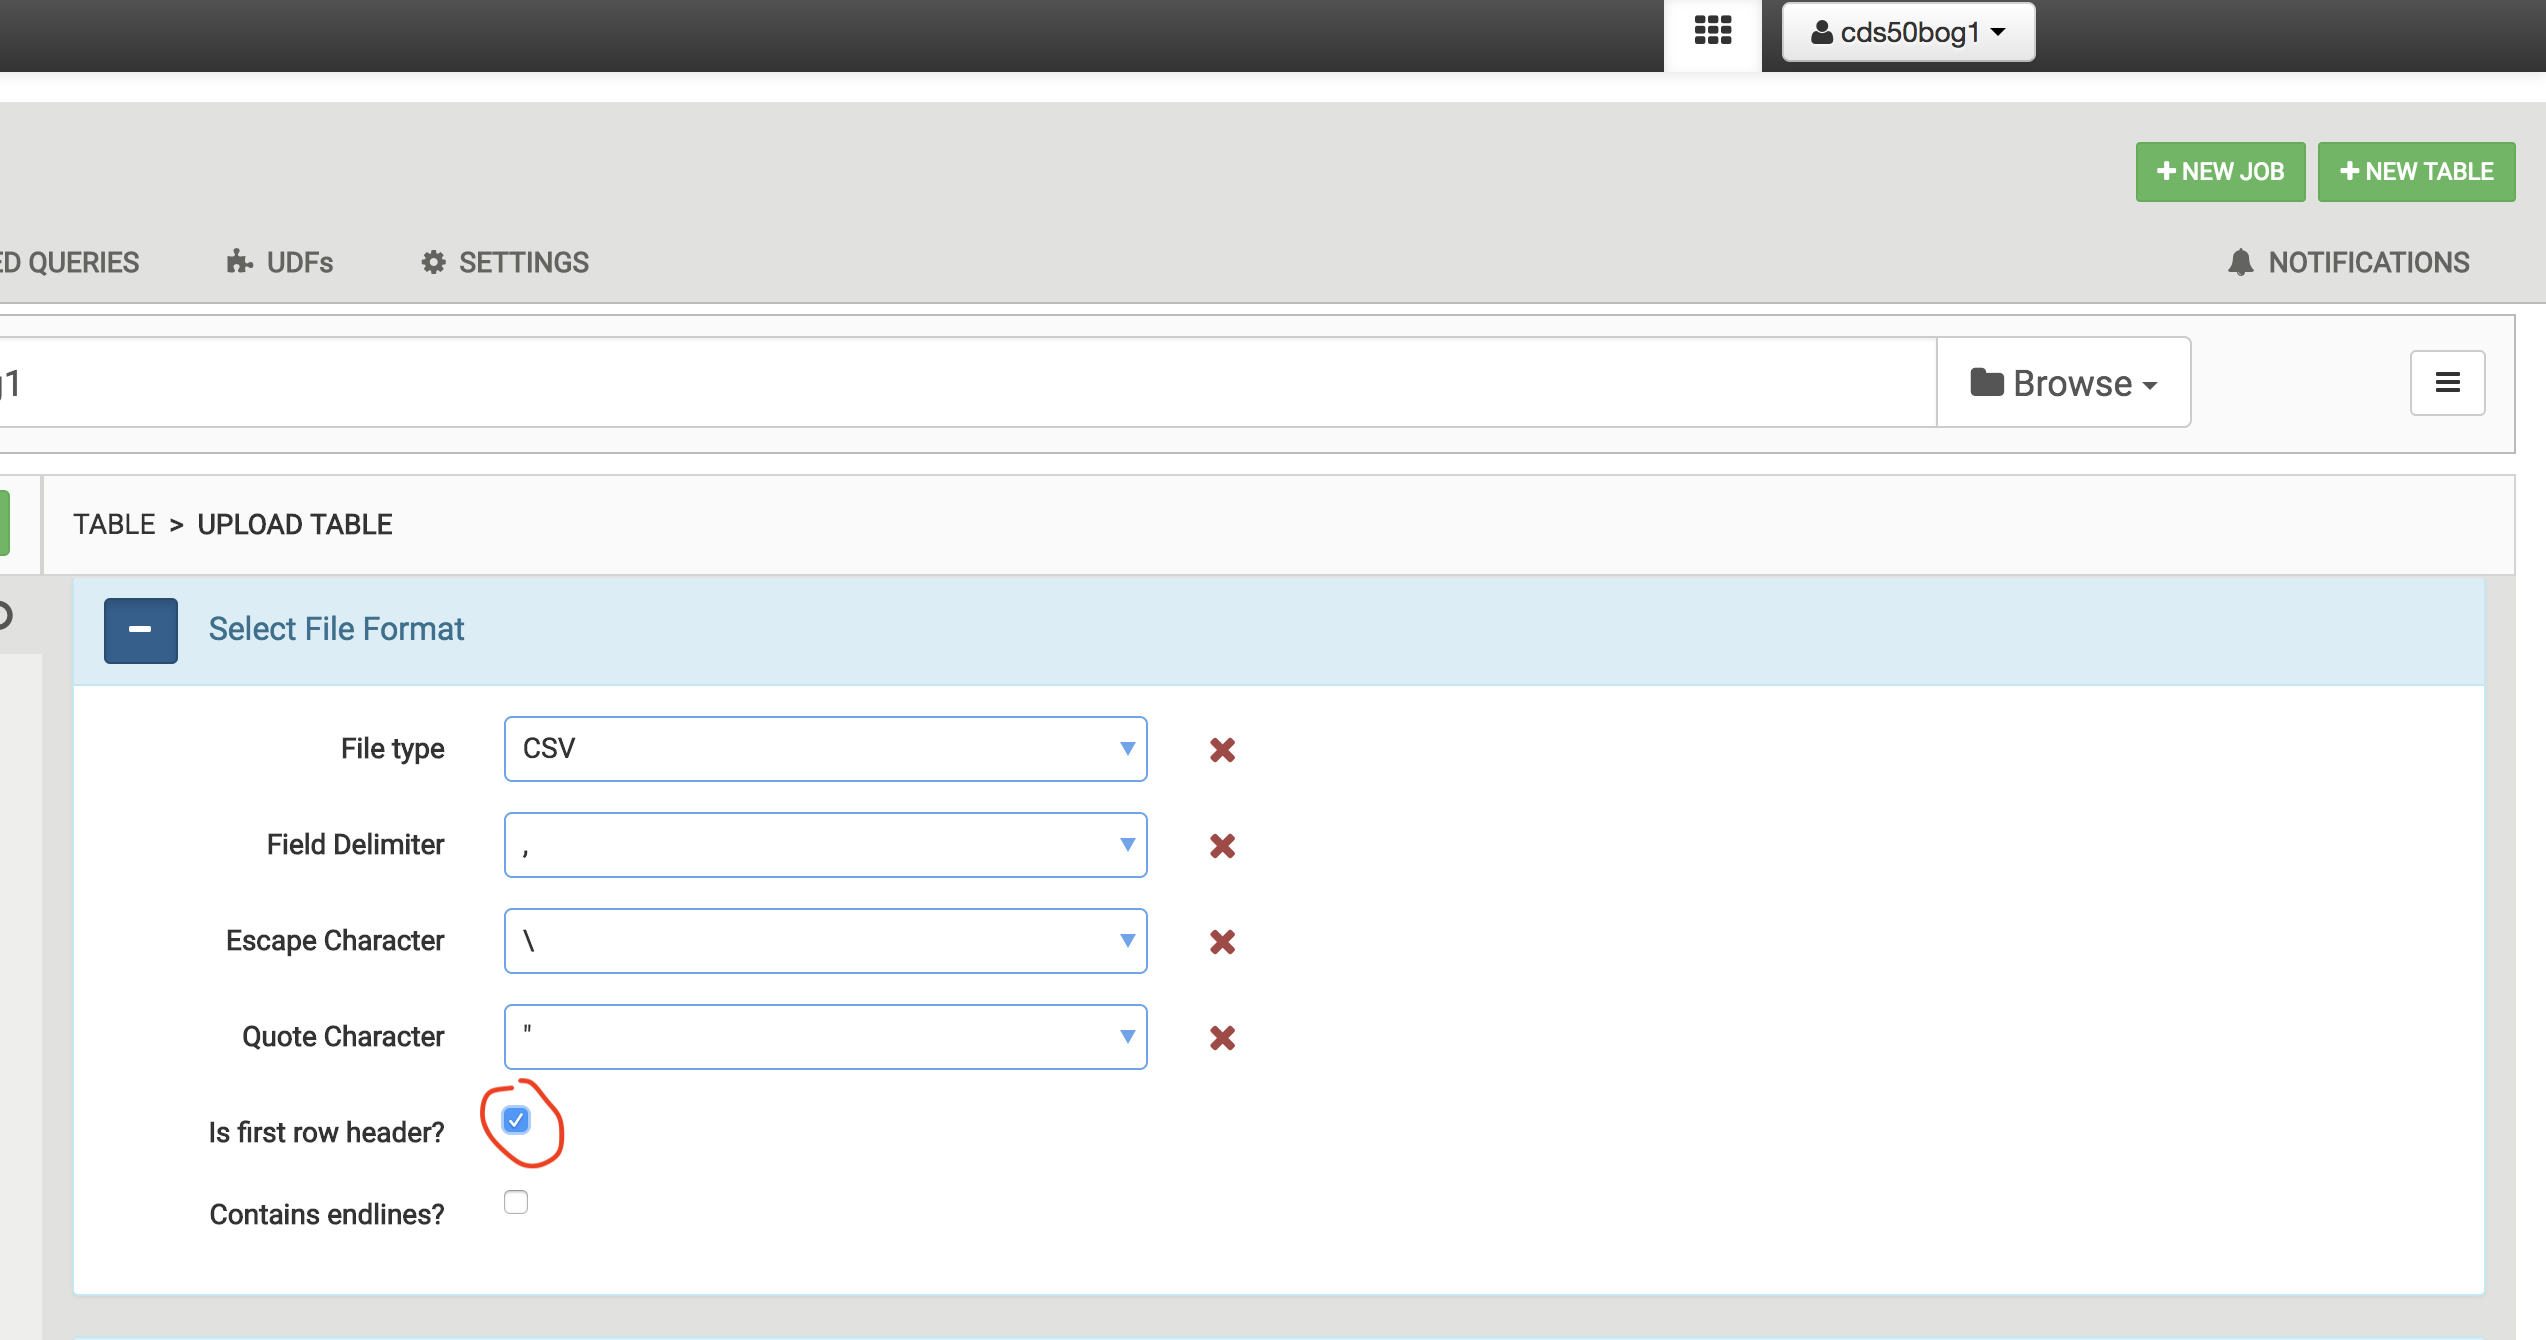 cds50bog1
NEW JOB
NEW TABLE
ED QUERIES
UDFs
SETTINGS
NOTIFICATIONS
g1
Browse
TABLE > UPLOAD TABLE
Select File Format
File type
CSV
Field Delimiter
,
Escape Character
\
Quote Character
"
Is first row header?
Contains endlines?